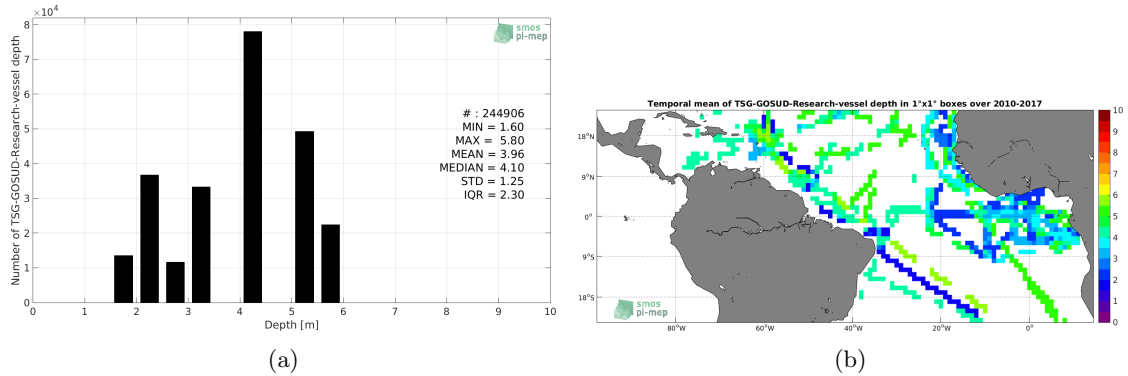 ×10⁴
8
7
6
5
4
3
2
1
0
Number of TSG-GOSUD-Research-vessel depth
smos
pi-mep
# : 244906
MIN = 1.60
MAX = 5.80
MEAN = 3.96
MEDIAN = 4.10
STD = 1.25
IQR = 2.30
0 1 2 3 4 5 6 7 8 9 10
Depth [m]
(a)
Temporal mean of TSG-GOSUD-Research-vessel depth in 1°x1° boxes over 2010-2017
18°N
9°N
0°
9°S
18°S
smos
pi-mep
80°W 60°W 40°W 20°W 0°
10
9
8
7
6
5
4
3
2
1
0
(b)